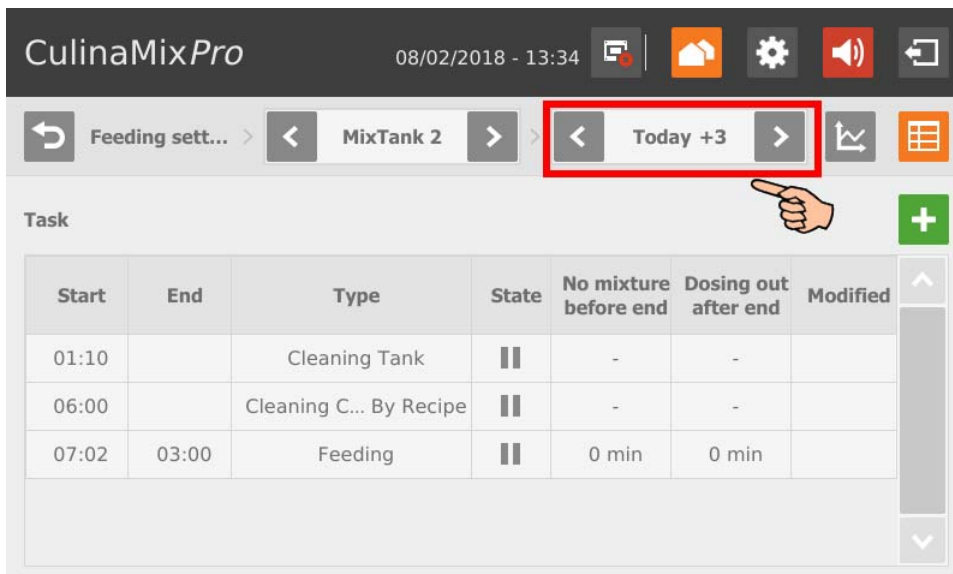 CulinaMixPro 08/02/2018 - 13:34
Feeding sett... > < MixTank 2 > > < Today +3 >
Task
Start End Type State No mixture before end Dosing out after end Modified
01:10 Cleaning Tank - -
06:00 Cleaning C... By Recipe - -
07:02 03:00 Feeding 0 min 0 min